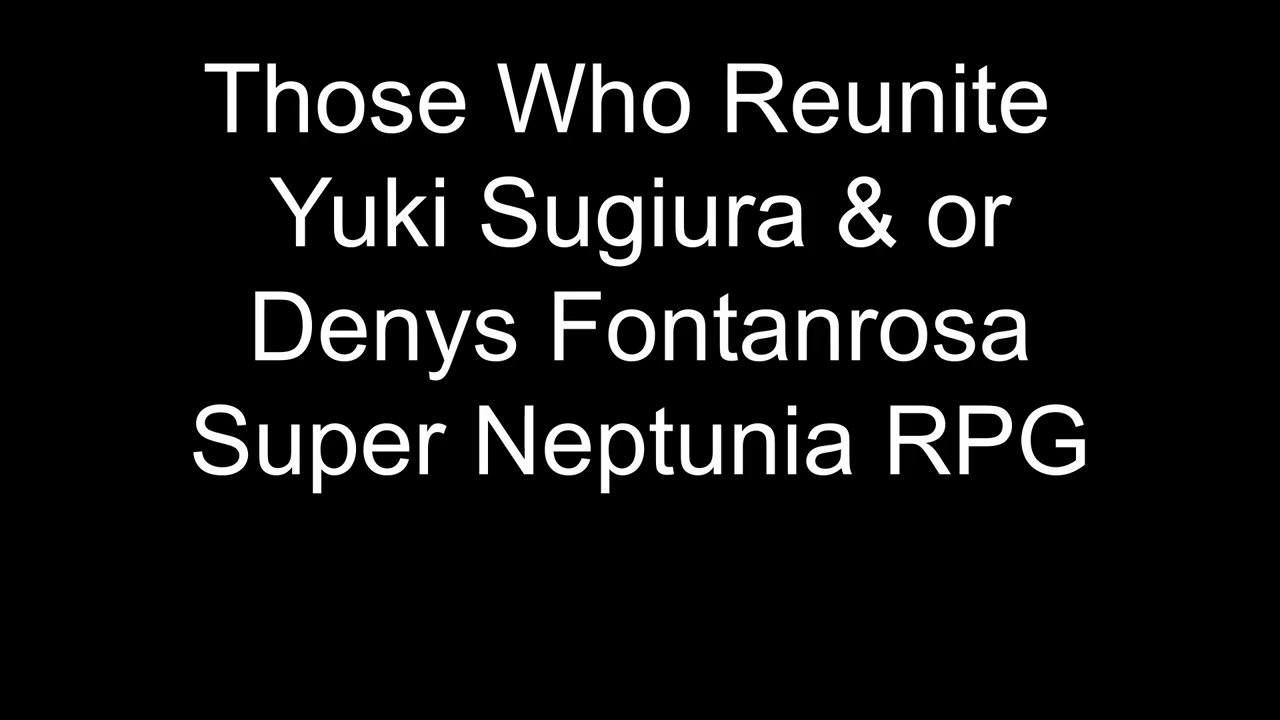 Those Who Reunite
Yuki Sugiura & or
Denys Fontanrosa
Super Neptunia RPG